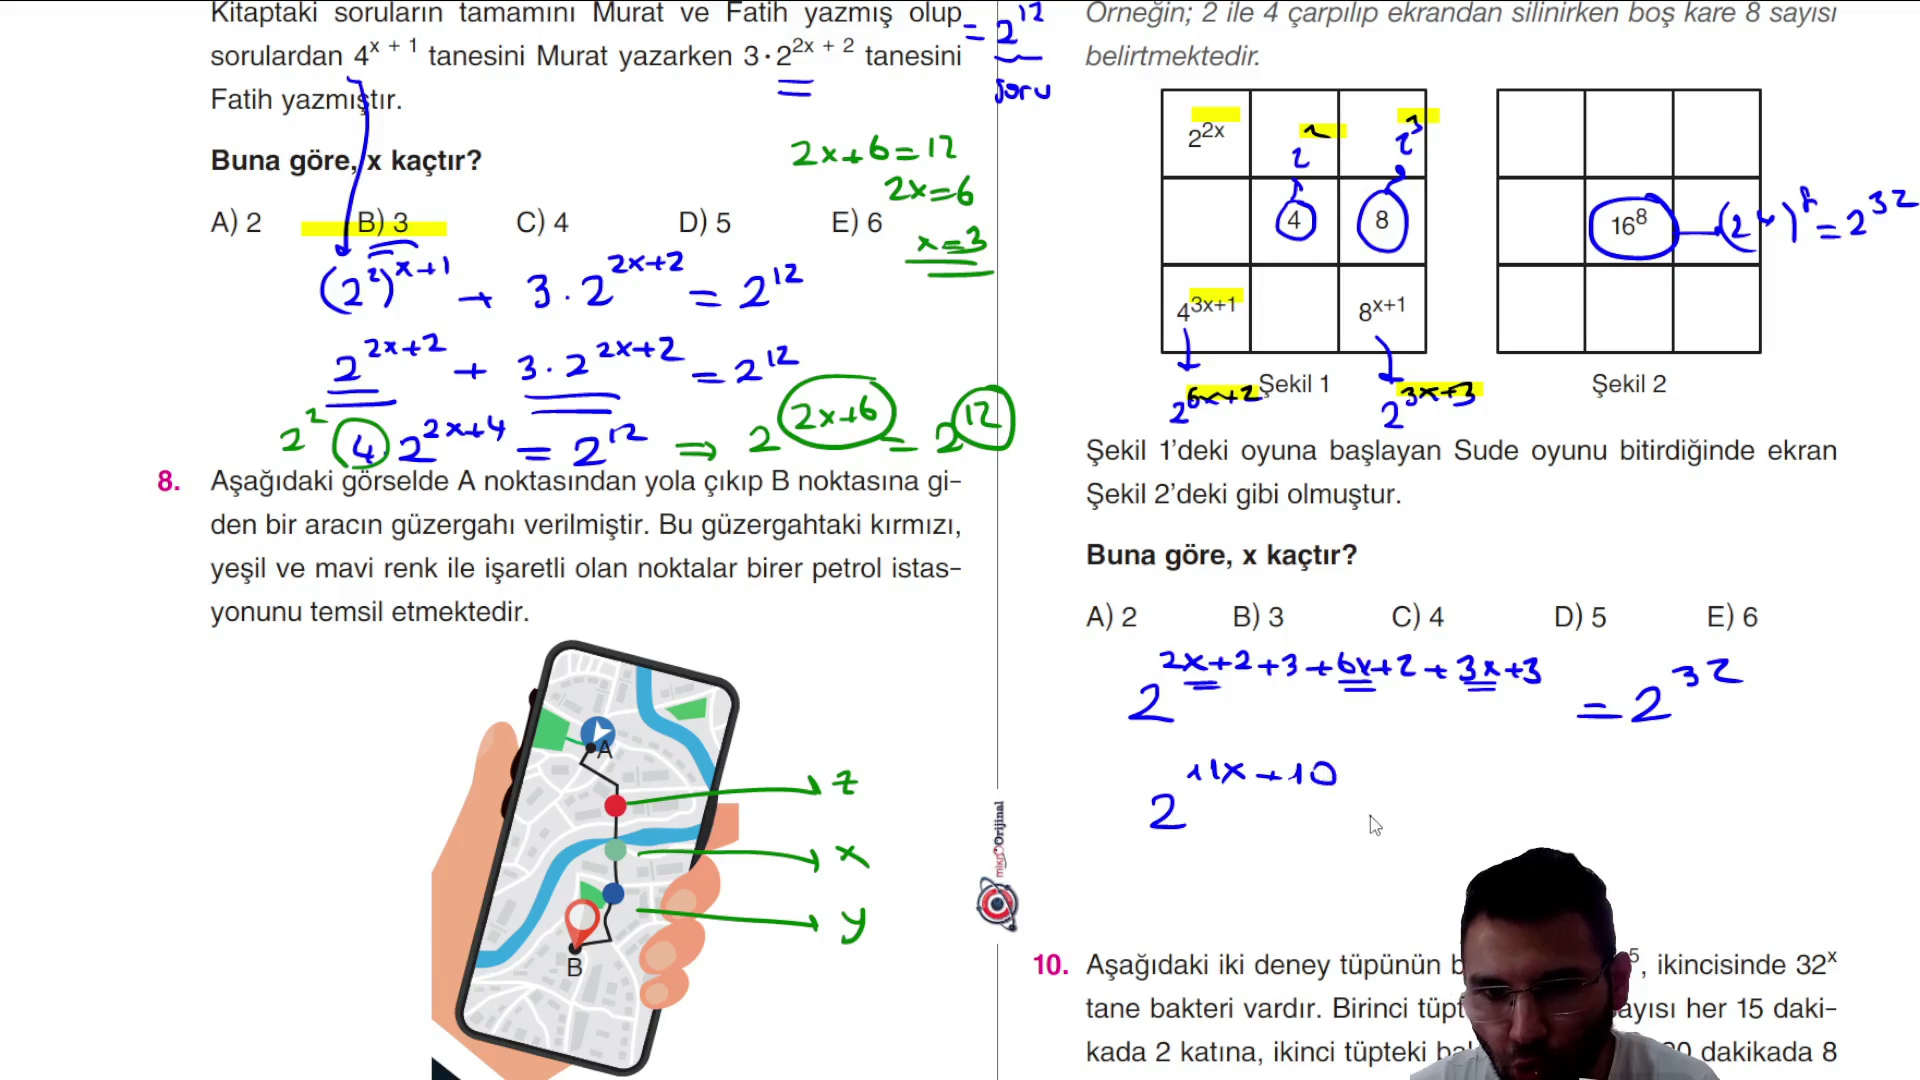 Kitaptaki soruların tamamını Murat ve Fatih yazmış olup
sorulardan 4^{x + 1} tanesini Murat yazarken 3 · 2^{2x + 2} tanesini
Fatih yazmıştır.
= 2^{12}
soru
Buna göre, x kaçtır?
A) 2 B) 3 C) 4 D) 5 E) 6
2x+6=12
2x=6
x=3
(2^2)^{x+1} + 3 . 2^{2x+2} = 2^{12}
2^{2x+2} + 3 . 2^{2x+2} = 2^{12}
2^2
4 . 2^{2x+4} = 2^{12} ⇒ 2^{2x+6} = 2^{12}
8. Aşağıdaki görselde A noktasından yola çıkıp B noktasına gi-
den bir aracın güzergahı verilmiştir. Bu güzergahtaki kırmızı,
yeşil ve mavi renk ile işaretli olan noktalar birer petrol istas-
yonunu temsil etmektedir.
A
z
x
y
B
mikro Orijinal
Örneğin; 2 ile 4 çarpılıp ekrandan silinirken boş kare 8 sayısı
belirtmektedir.
2^{2x} 2^2 2^3
4 8
4^{3x+1} 8^{x+1}
2^{6x+2} 2^{3x+3}
Şekil 1
16^8 (2^4)^8 = 2^{32}
Şekil 2
Şekil 1'deki oyuna başlayan Sude oyunu bitirdiğinde ekran
Şekil 2'deki gibi olmuştur.
Buna göre, x kaçtır?
A) 2 B) 3 C) 4 D) 5 E) 6
2^{2x+2+3+6x+2+3x+3} = 2^{32}
2^{11x+10}
10. Aşağıdaki iki deney tüpünün b 5, ikincisinde 32^x
tane bakteri vardır. Birinci tüpt ayısı her 15 daki-
kada 2 katına, ikinci tüpteki ba 0 dakikada 8